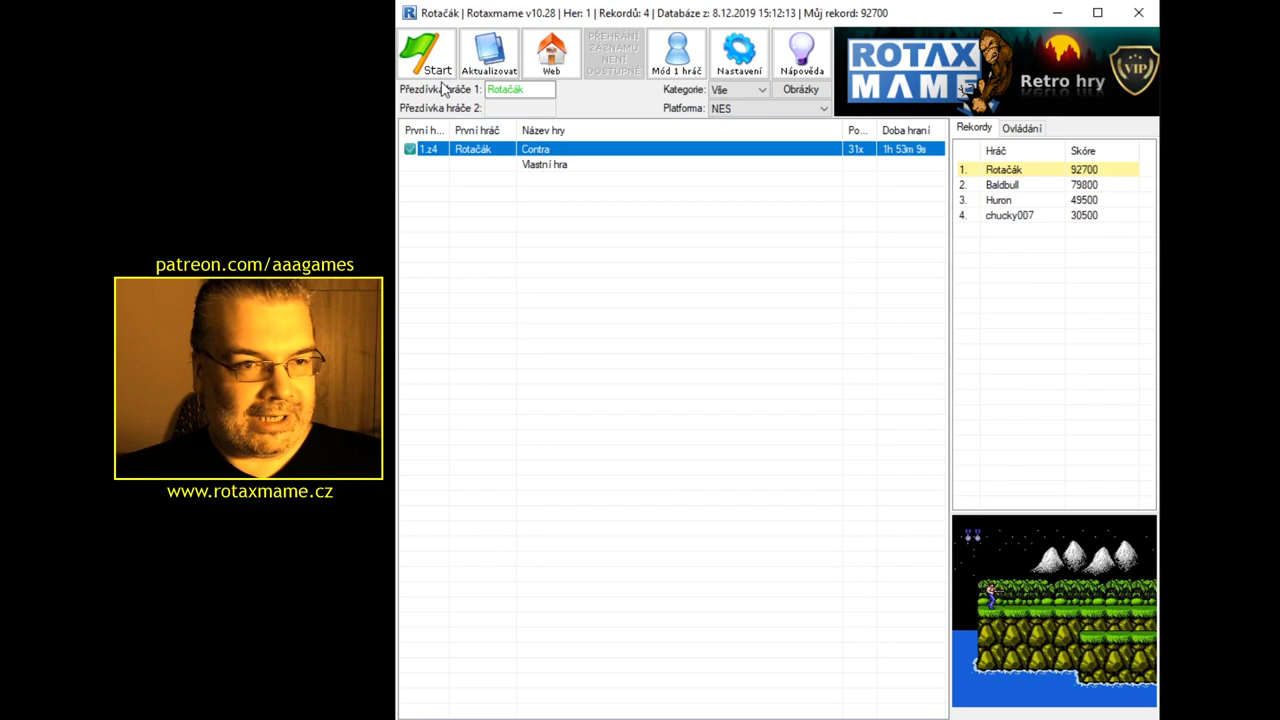 Rotačák | Rotaxmame v10.28 | Her: 1 | Rekordů: 4 | Databáze z: 8.12.2019 15:12:13 | Můj rekord: 92700
Start
Aktualizovat
Web
PŘEHRÁNÍ
ZÁZNAMU
NENÍ
DOSTUPNÉ
Mód 1 hráč
Nastavení
Nápověda
ROTAX
MAME
Retro hry
VIP
Přezdívka hráče 1: Rotačák
Kategorie: Vše
Obrázky
Přezdívka hráče 2:
Platforma: NES
První h... První hráč Název hry Po... Doba hraní
1.z4 Rotačák Contra 31x 1h 53m 9s
Vlastní hra
Rekordy Ovládání
Hráč Skóre
1. Rotačák 92700
2. Baldbull 79800
3. Huron 49500
4. chucky007 30500
patreon.com/aaagames
www.rotaxmame.cz